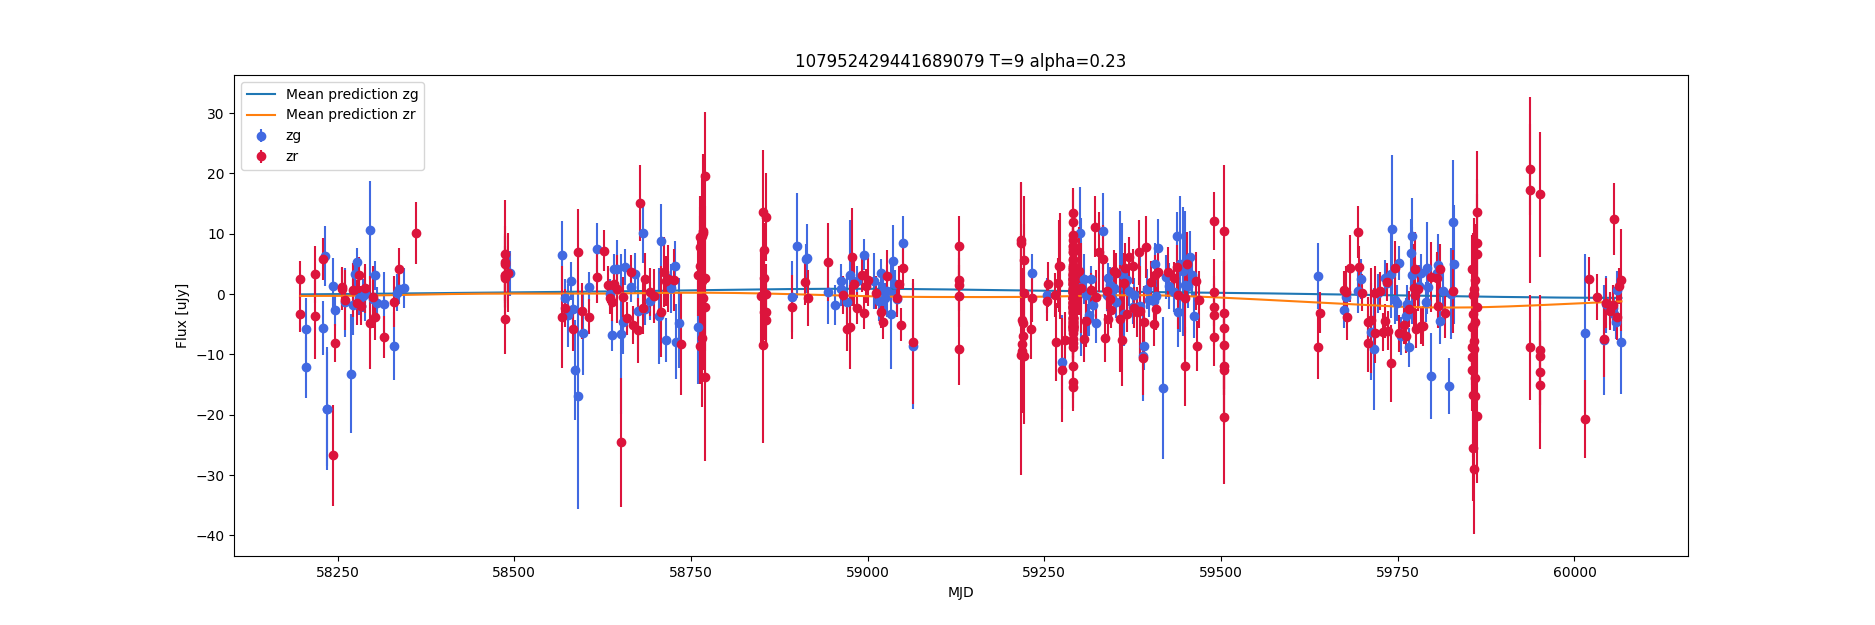 107952429441689079 T=9 alpha=0.23
Mean prediction zg
Mean prediction zr
zg
zr
Flux [uJy]
30
20
10
0
−10
−20
−30
−40
58250 58500 58750 59000 59250 59500 59750 60000
MJD